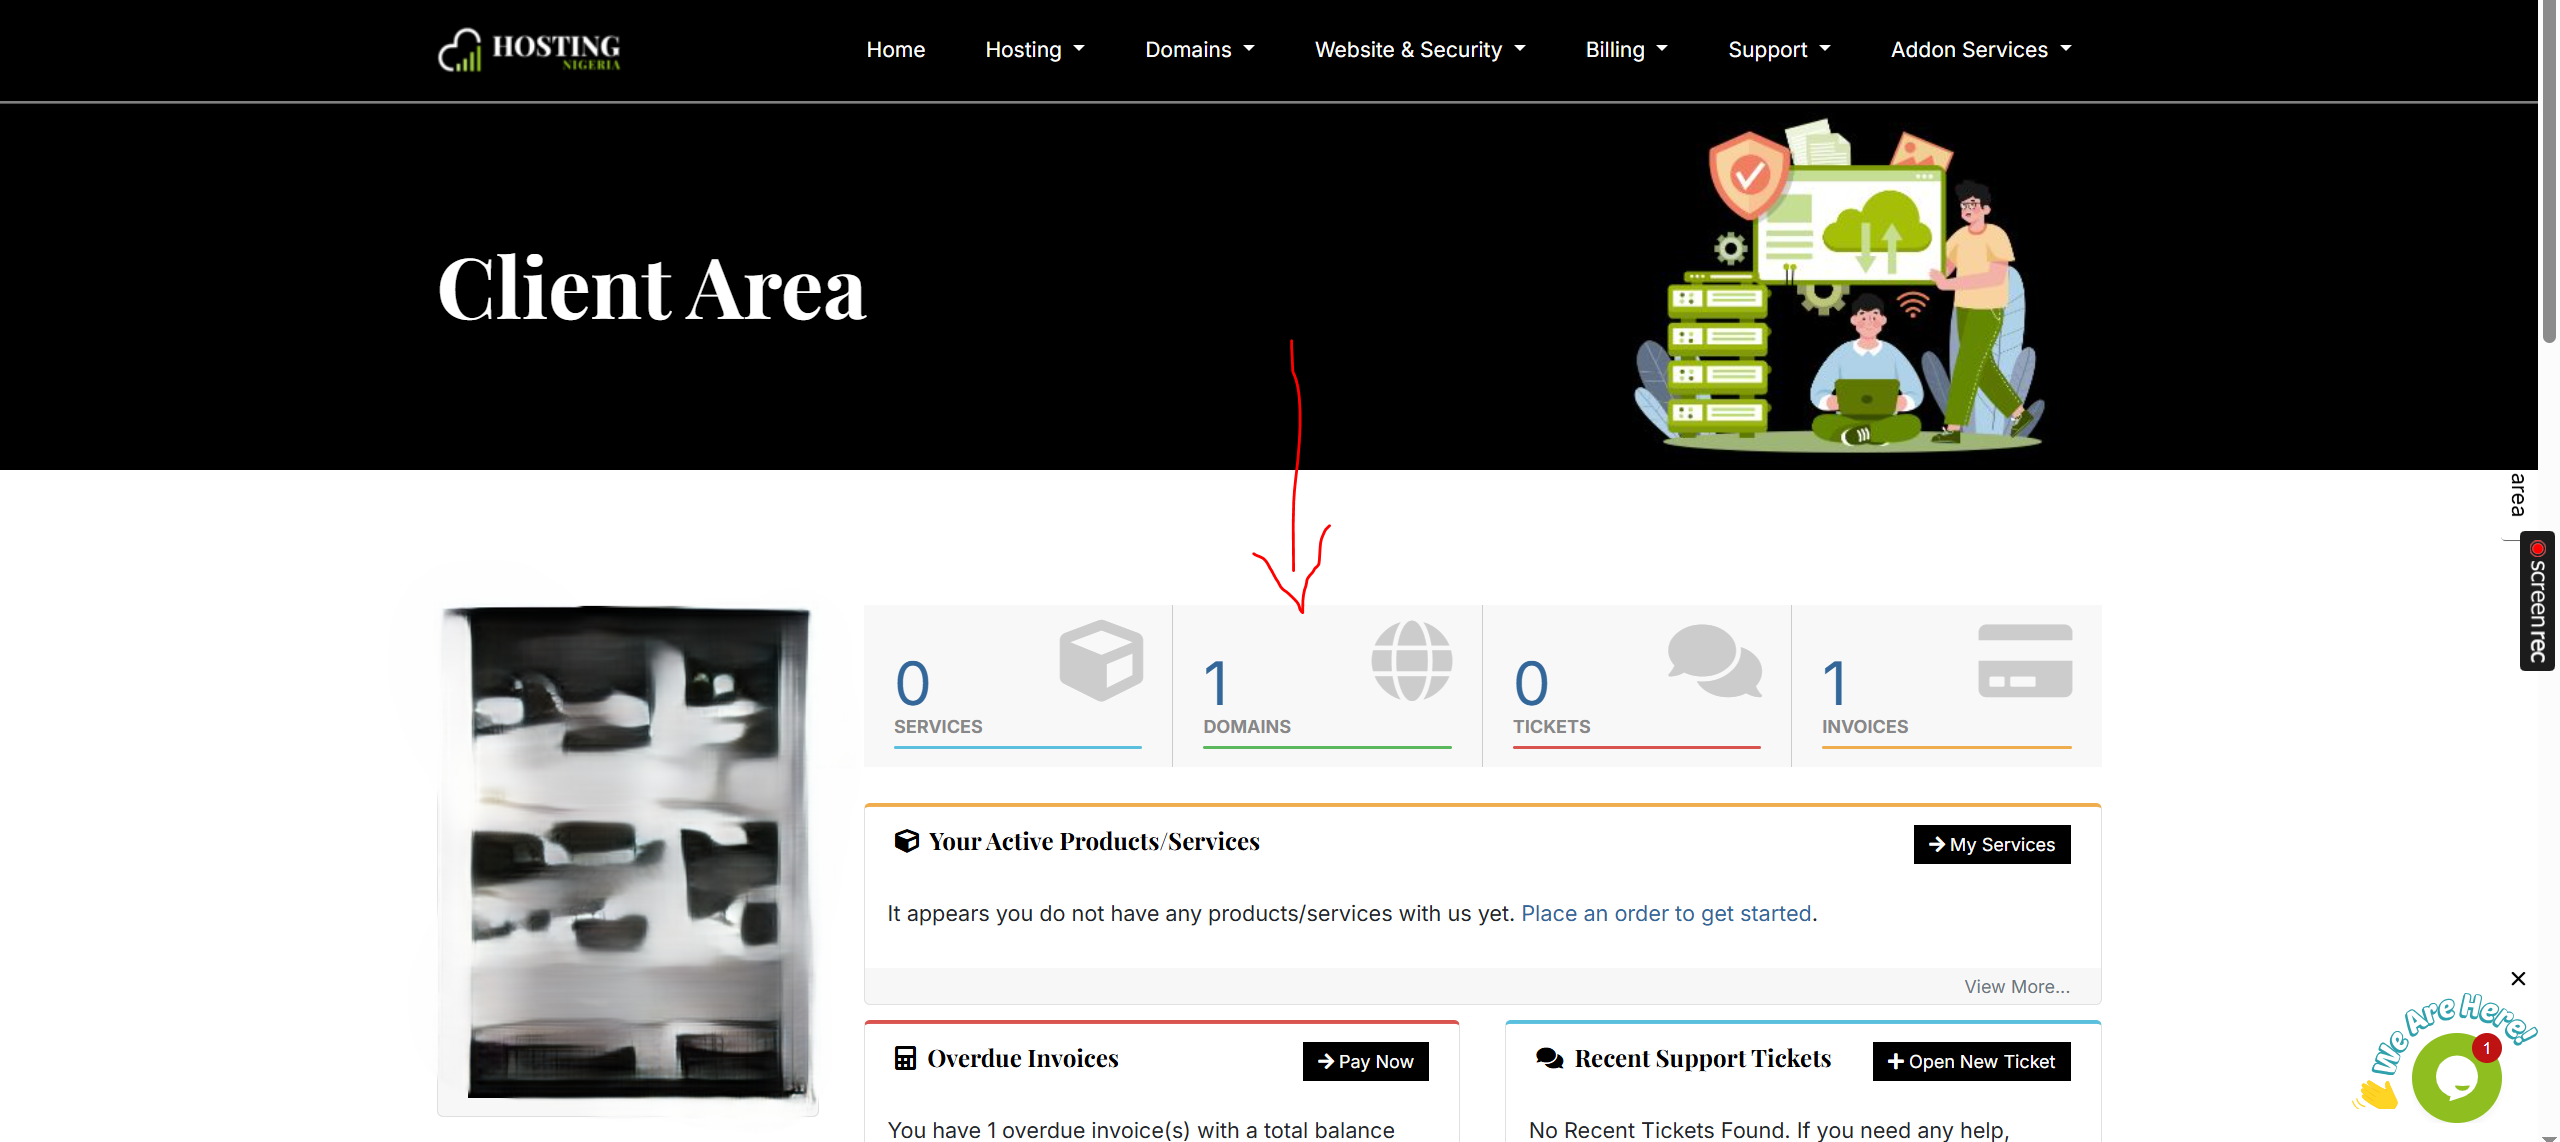 HOSTING
NIGERIA
Home
Hosting
Domains
Website & Security
Billing
Support
Addon Services
Client Area
area
screenrec
0
SERVICES
1
DOMAINS
0
TICKETS
1
INVOICES
Your Active Products/Services
My Services
It appears you do not have any products/services with us yet. Place an order to get started.
View More...
Overdue Invoices
Pay Now
You have 1 overdue invoice(s) with a total balance
Recent Support Tickets
Open New Ticket
No Recent Tickets Found. If you need any help,
We Are Here!
1